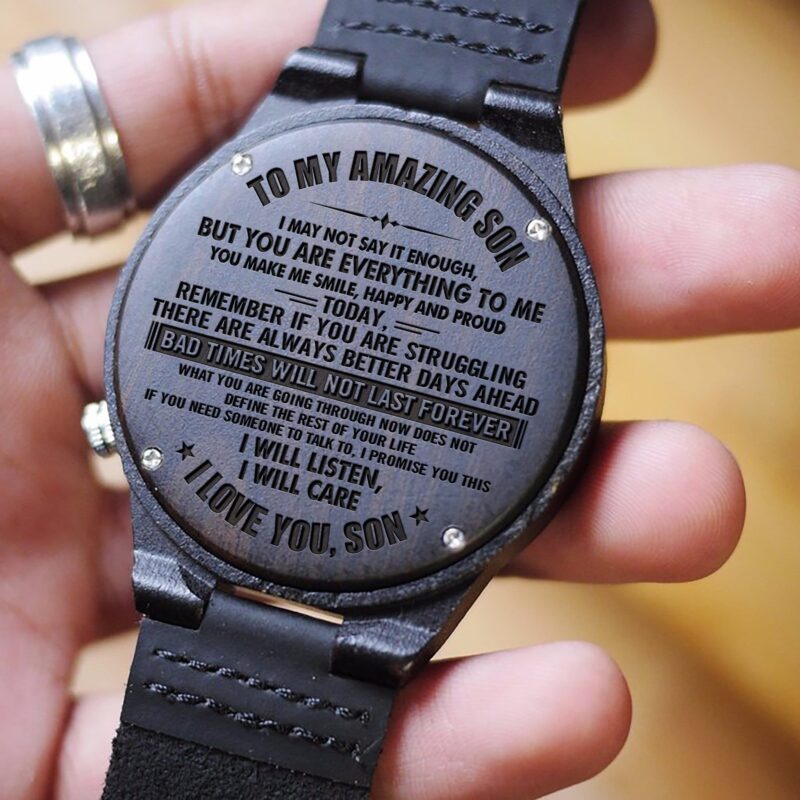 TO MY AMAZING SON
I MAY NOT SAY IT ENOUGH,
BUT YOU ARE EVERYTHING TO ME
YOU MAKE ME SMILE, HAPPY AND PROUD
TODAY,
REMEMBER IF YOU ARE STRUGGLING
THERE ARE ALWAYS BETTER DAYS AHEAD
BAD TIMES WILL NOT LAST FOREVER
WHAT YOU ARE GOING THROUGH NOW DOES NOT
DEFINE THE REST OF YOUR LIFE
IF YOU NEED SOMEONE TO TALK TO, I PROMISE YOU THIS
I WILL LISTEN,
I WILL CARE
I LOVE YOU, SON